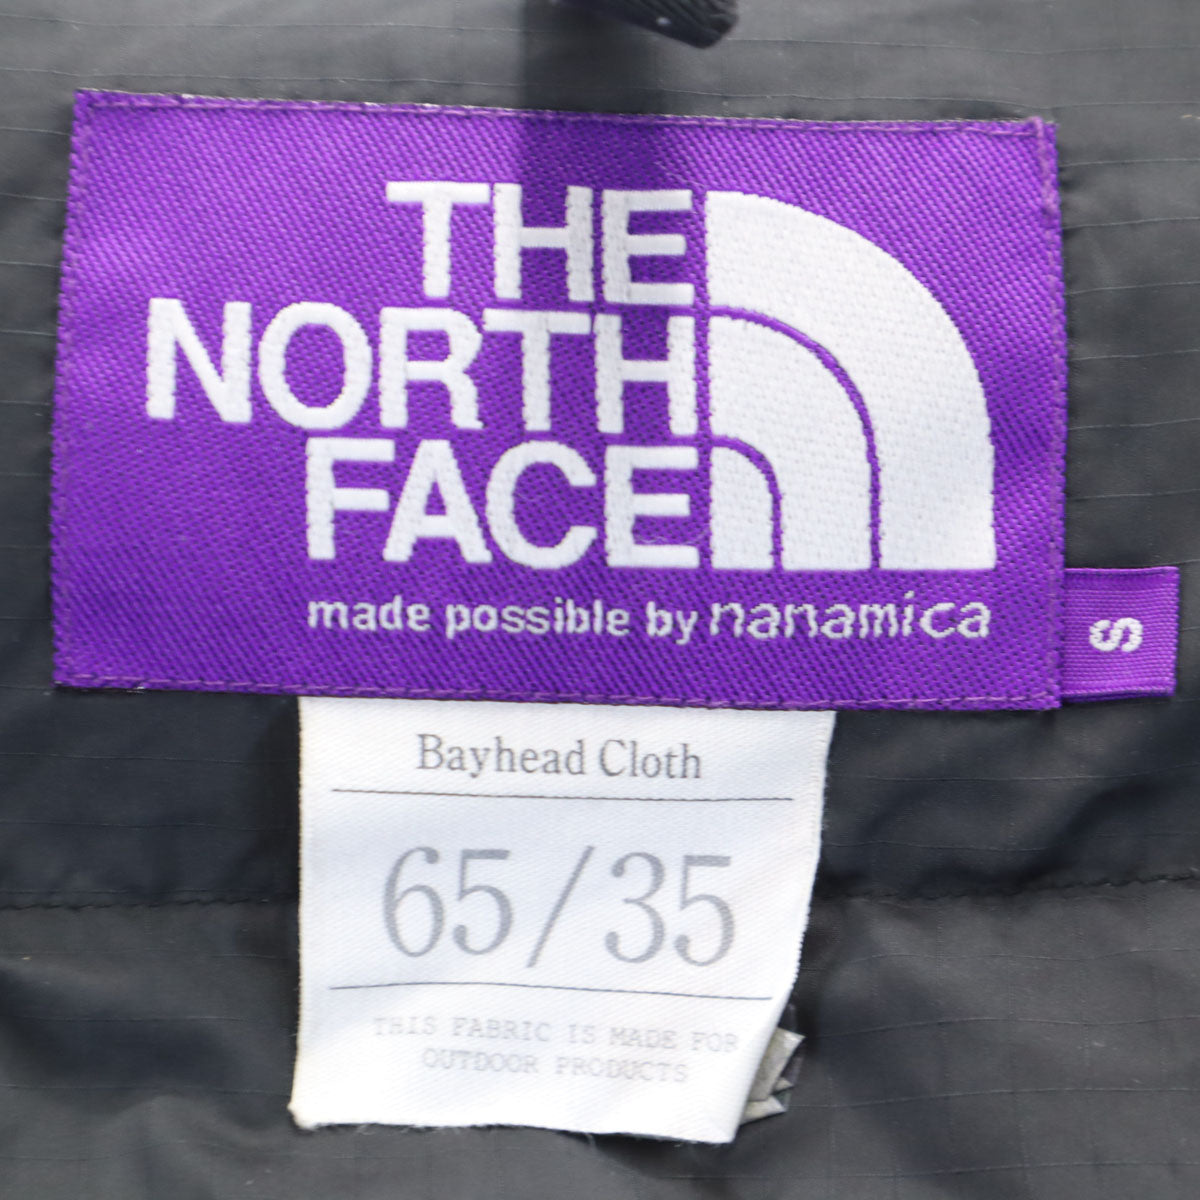 THE
NORTH
FACE
made possible by nanamica
S
Bayhead Cloth
65/35
THIS FABRIC IS MADE FOR
OUTDOOR PRODUCTS